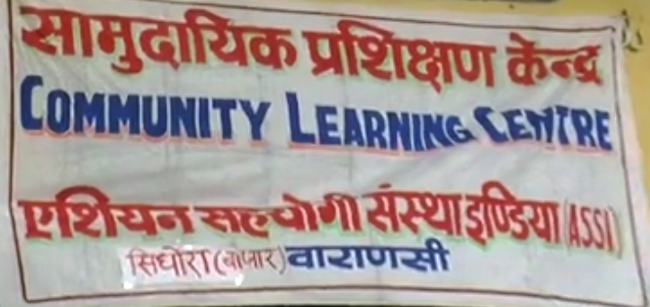 सामुदायिक प्रशिक्षण केन्द्र
COMMUNITY LEARNING CENTRE
एशियन सहयोगी संस्था इण्डिया (ASSI)
सिधोरा (बाजार) वाराणसी